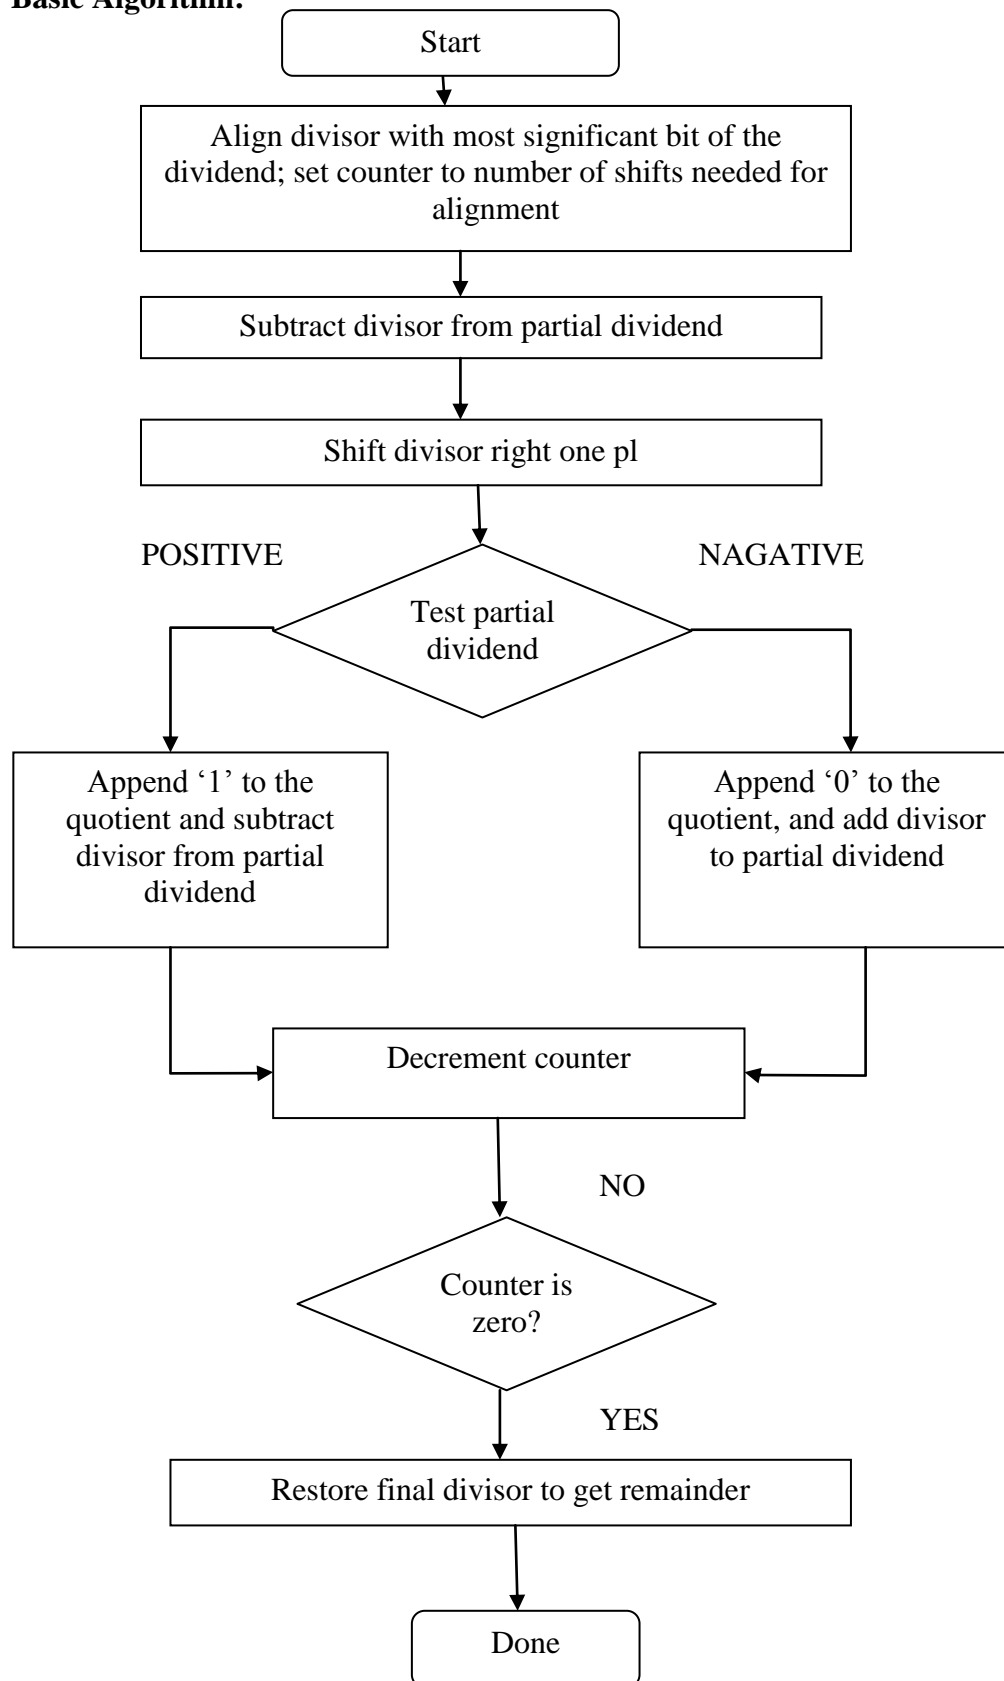 Basic Algorithm:
Start
Align divisor with most significant bit of the
dividend; set counter to number of shifts needed for
alignment
Subtract divisor from partial dividend
Shift divisor right one pl
POSITIVE
NAGATIVE
Test partial
dividend
Append ‘1’ to the
quotient and subtract
divisor from partial
dividend
Append ‘0’ to the
quotient, and add divisor
to partial dividend
Decrement counter
NO
Counter is
zero?
YES
Restore final divisor to get remainder
Done